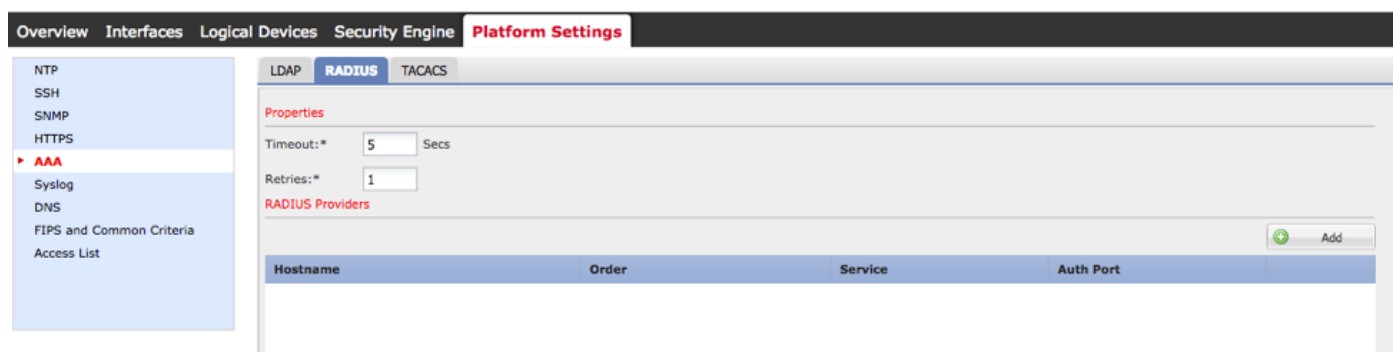 Overview Interfaces Logical Devices Security Engine Platform Settings
NTP
SSH
SNMP
HTTPS
AAA
Syslog
DNS
FIPS and Common Criteria
Access List
LDAP RADIUS TACACS
Properties
Timeout:* 5 Secs
Retries:* 1
RADIUS Providers
Add
Hostname Order Service Auth Port